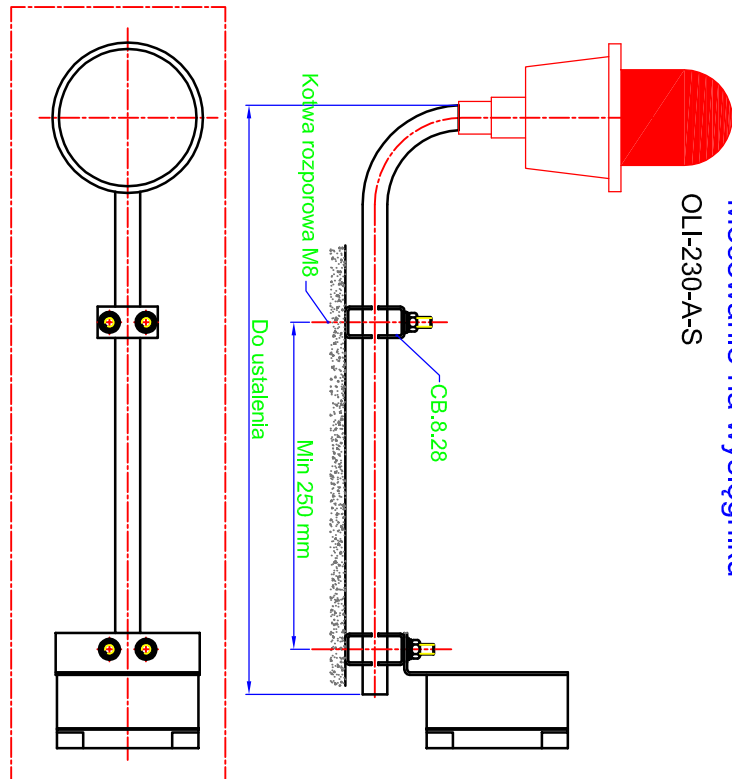 OLI-230-A-S
CB.8.28
Kotwa rozporowa M8
Min 250 mm
Do ustalenia